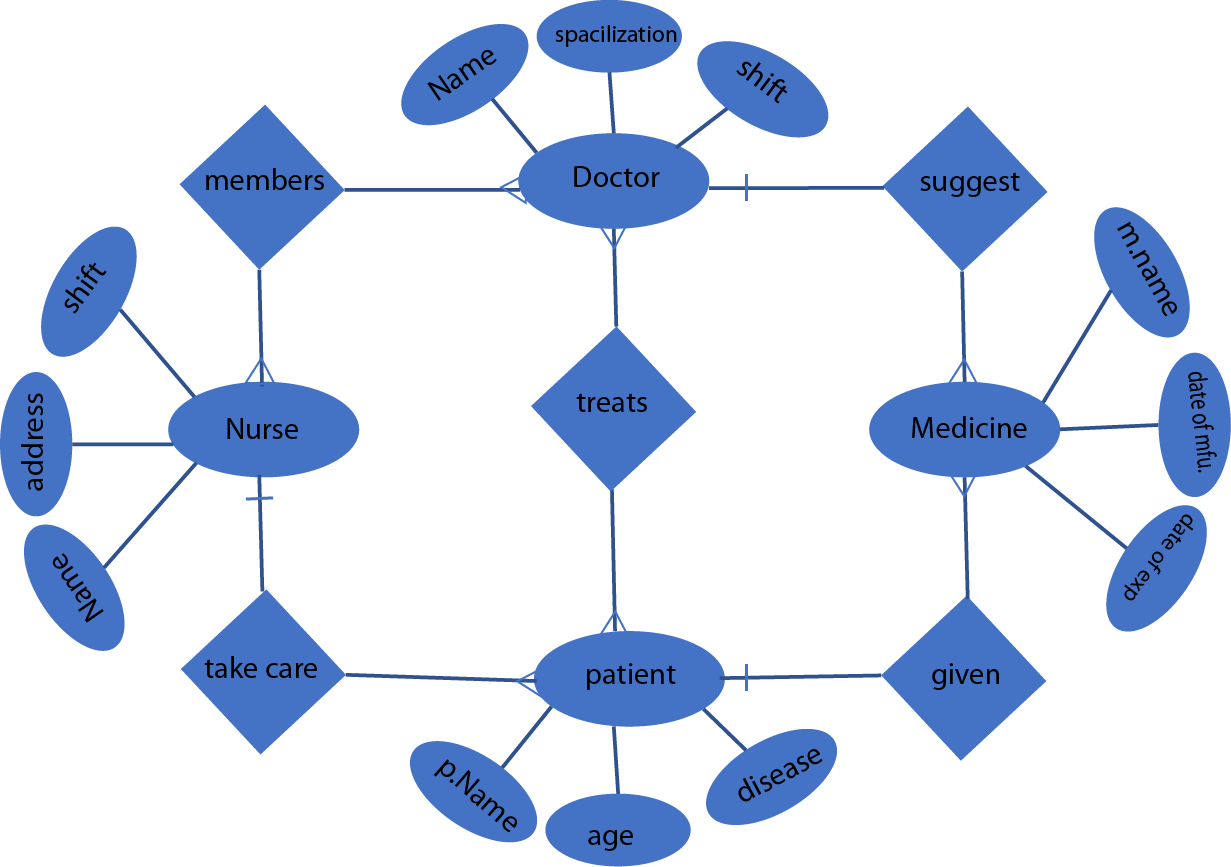 spacilization
Name
shift
Doctor
members
suggest
shift
m.name
treats
address
Nurse
Medicine
date of mfu.
Name
date of exp
take care
patient
given
p.Name
age
disease